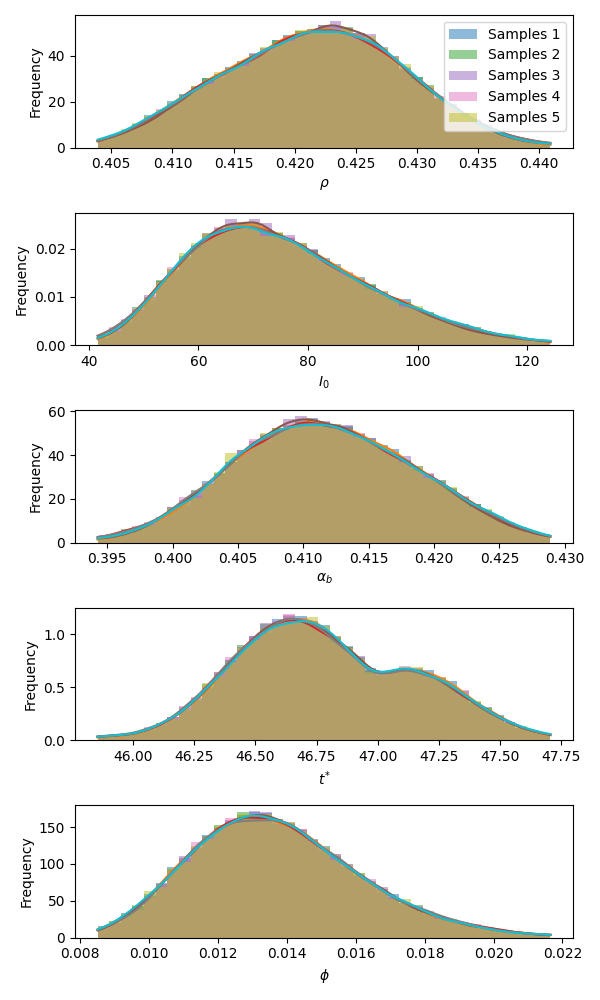 Frequency
40
20
0
Samples 1
Samples 2
Samples 3
Samples 4
Samples 5
0.405 0.410 0.415 0.420 0.425 0.430 0.435 0.440
ρ
Frequency
0.02
0.01
0.00
40 60 80 100 120
I₀
Frequency
60
40
20
0
0.395 0.400 0.405 0.410 0.415 0.420 0.425 0.430
α_b
Frequency
1.0
0.5
0.0
46.00 46.25 46.50 46.75 47.00 47.25 47.50 47.75
t*
Frequency
150
100
50
0
0.008 0.010 0.012 0.014 0.016 0.018 0.020 0.022
ϕ